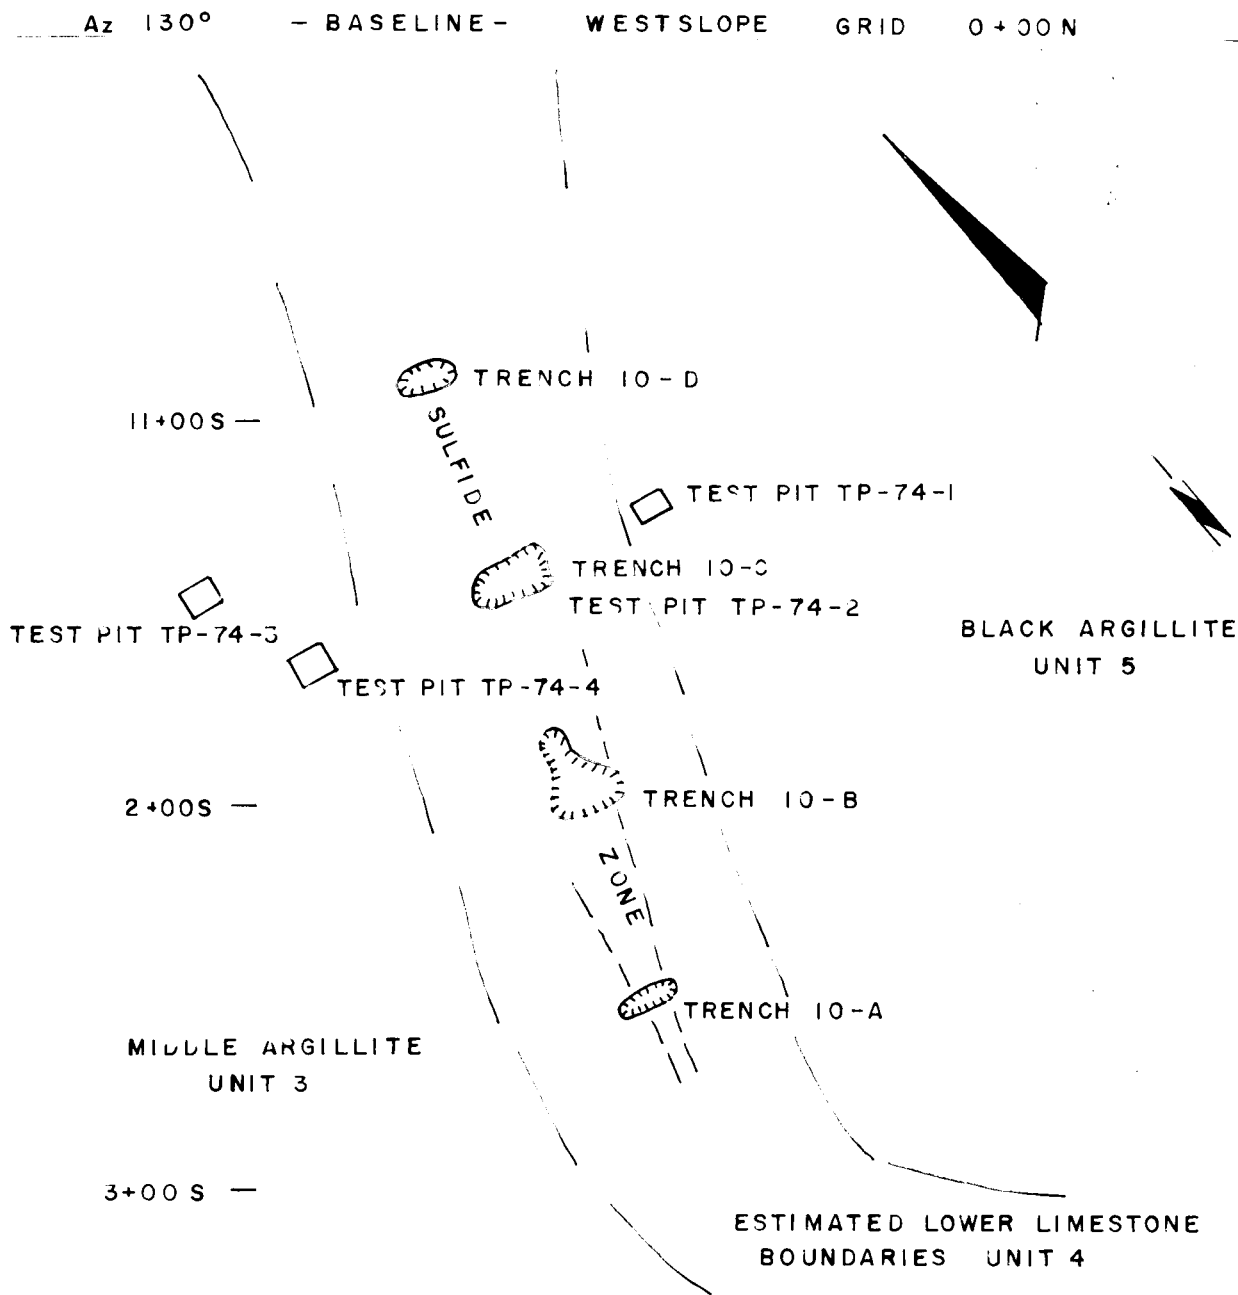 Az 130° - BASELINE - WESTSLOPE GRID 0+00N
TRENCH 10-D
11+00S —
SULFIDE
TEST PIT TP-74-1
TRENCH 10-C
TEST PIT TP-74-2
TEST PIT TP-74-3
BLACK ARGILLITE
UNIT 5
TEST PIT TP-74-4
2+00S —
TRENCH 10-B
ZONE
TRENCH 10-A
MIDDLE ARGILLITE
UNIT 3
3+00S —
ESTIMATED LOWER LIMESTONE
BOUNDARIES UNIT 4